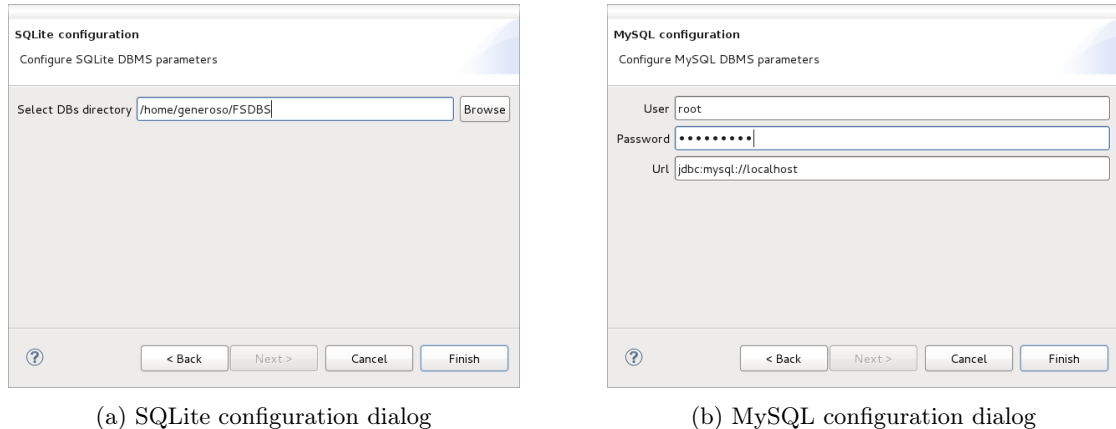 SQLite configuration
Configure SQLite DBMS parameters
Select DBs directory /home/generoso/FSDBS Browse
? < Back Next > Cancel Finish
(a) SQLite configuration dialog
MySQL configuration
Configure MySQL DBMS parameters
User root
Password •••••••••
Url jdbc:mysql://localhost
? < Back Next > Cancel Finish
(b) MySQL configuration dialog